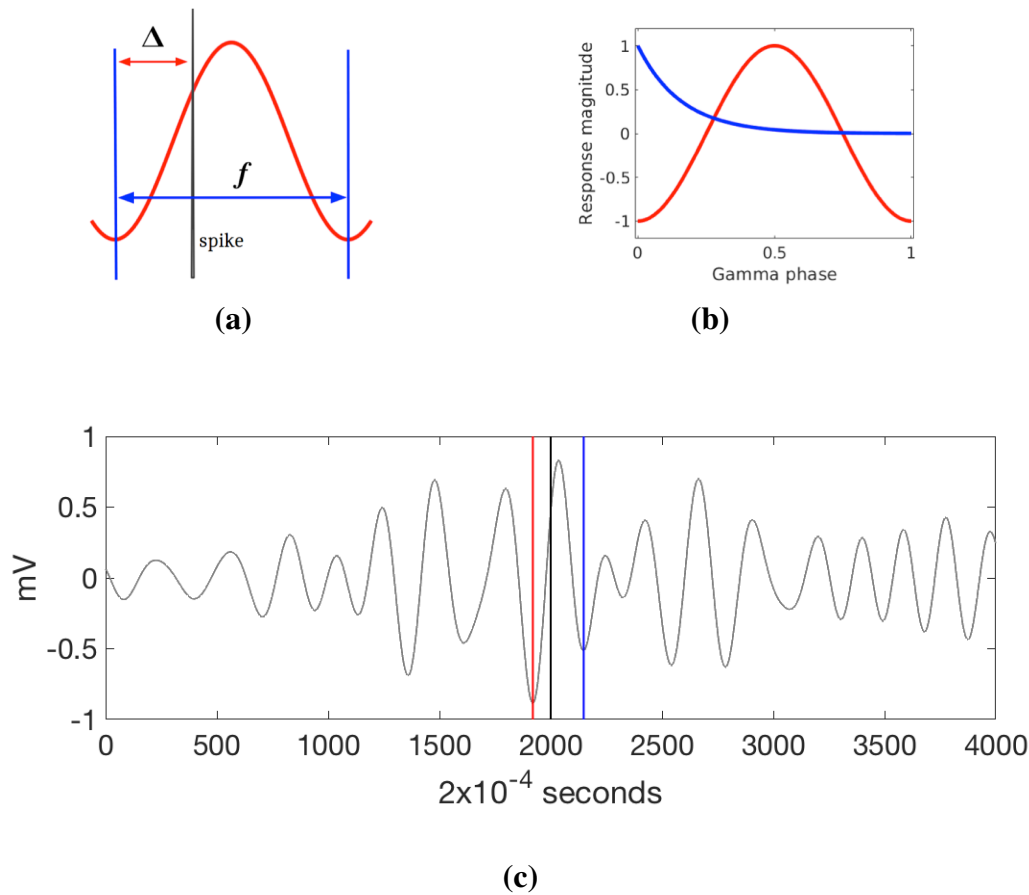 Δ
f
spike
(a)
Response magnitude
1
0.5
0
-0.5
-1
0 0.5 1
Gamma phase
(b)
mV
1
0.5
0
-0.5
-1
0 500 1000 1500 2000 2500 3000 3500 4000
2x10⁻⁴ seconds
(c)